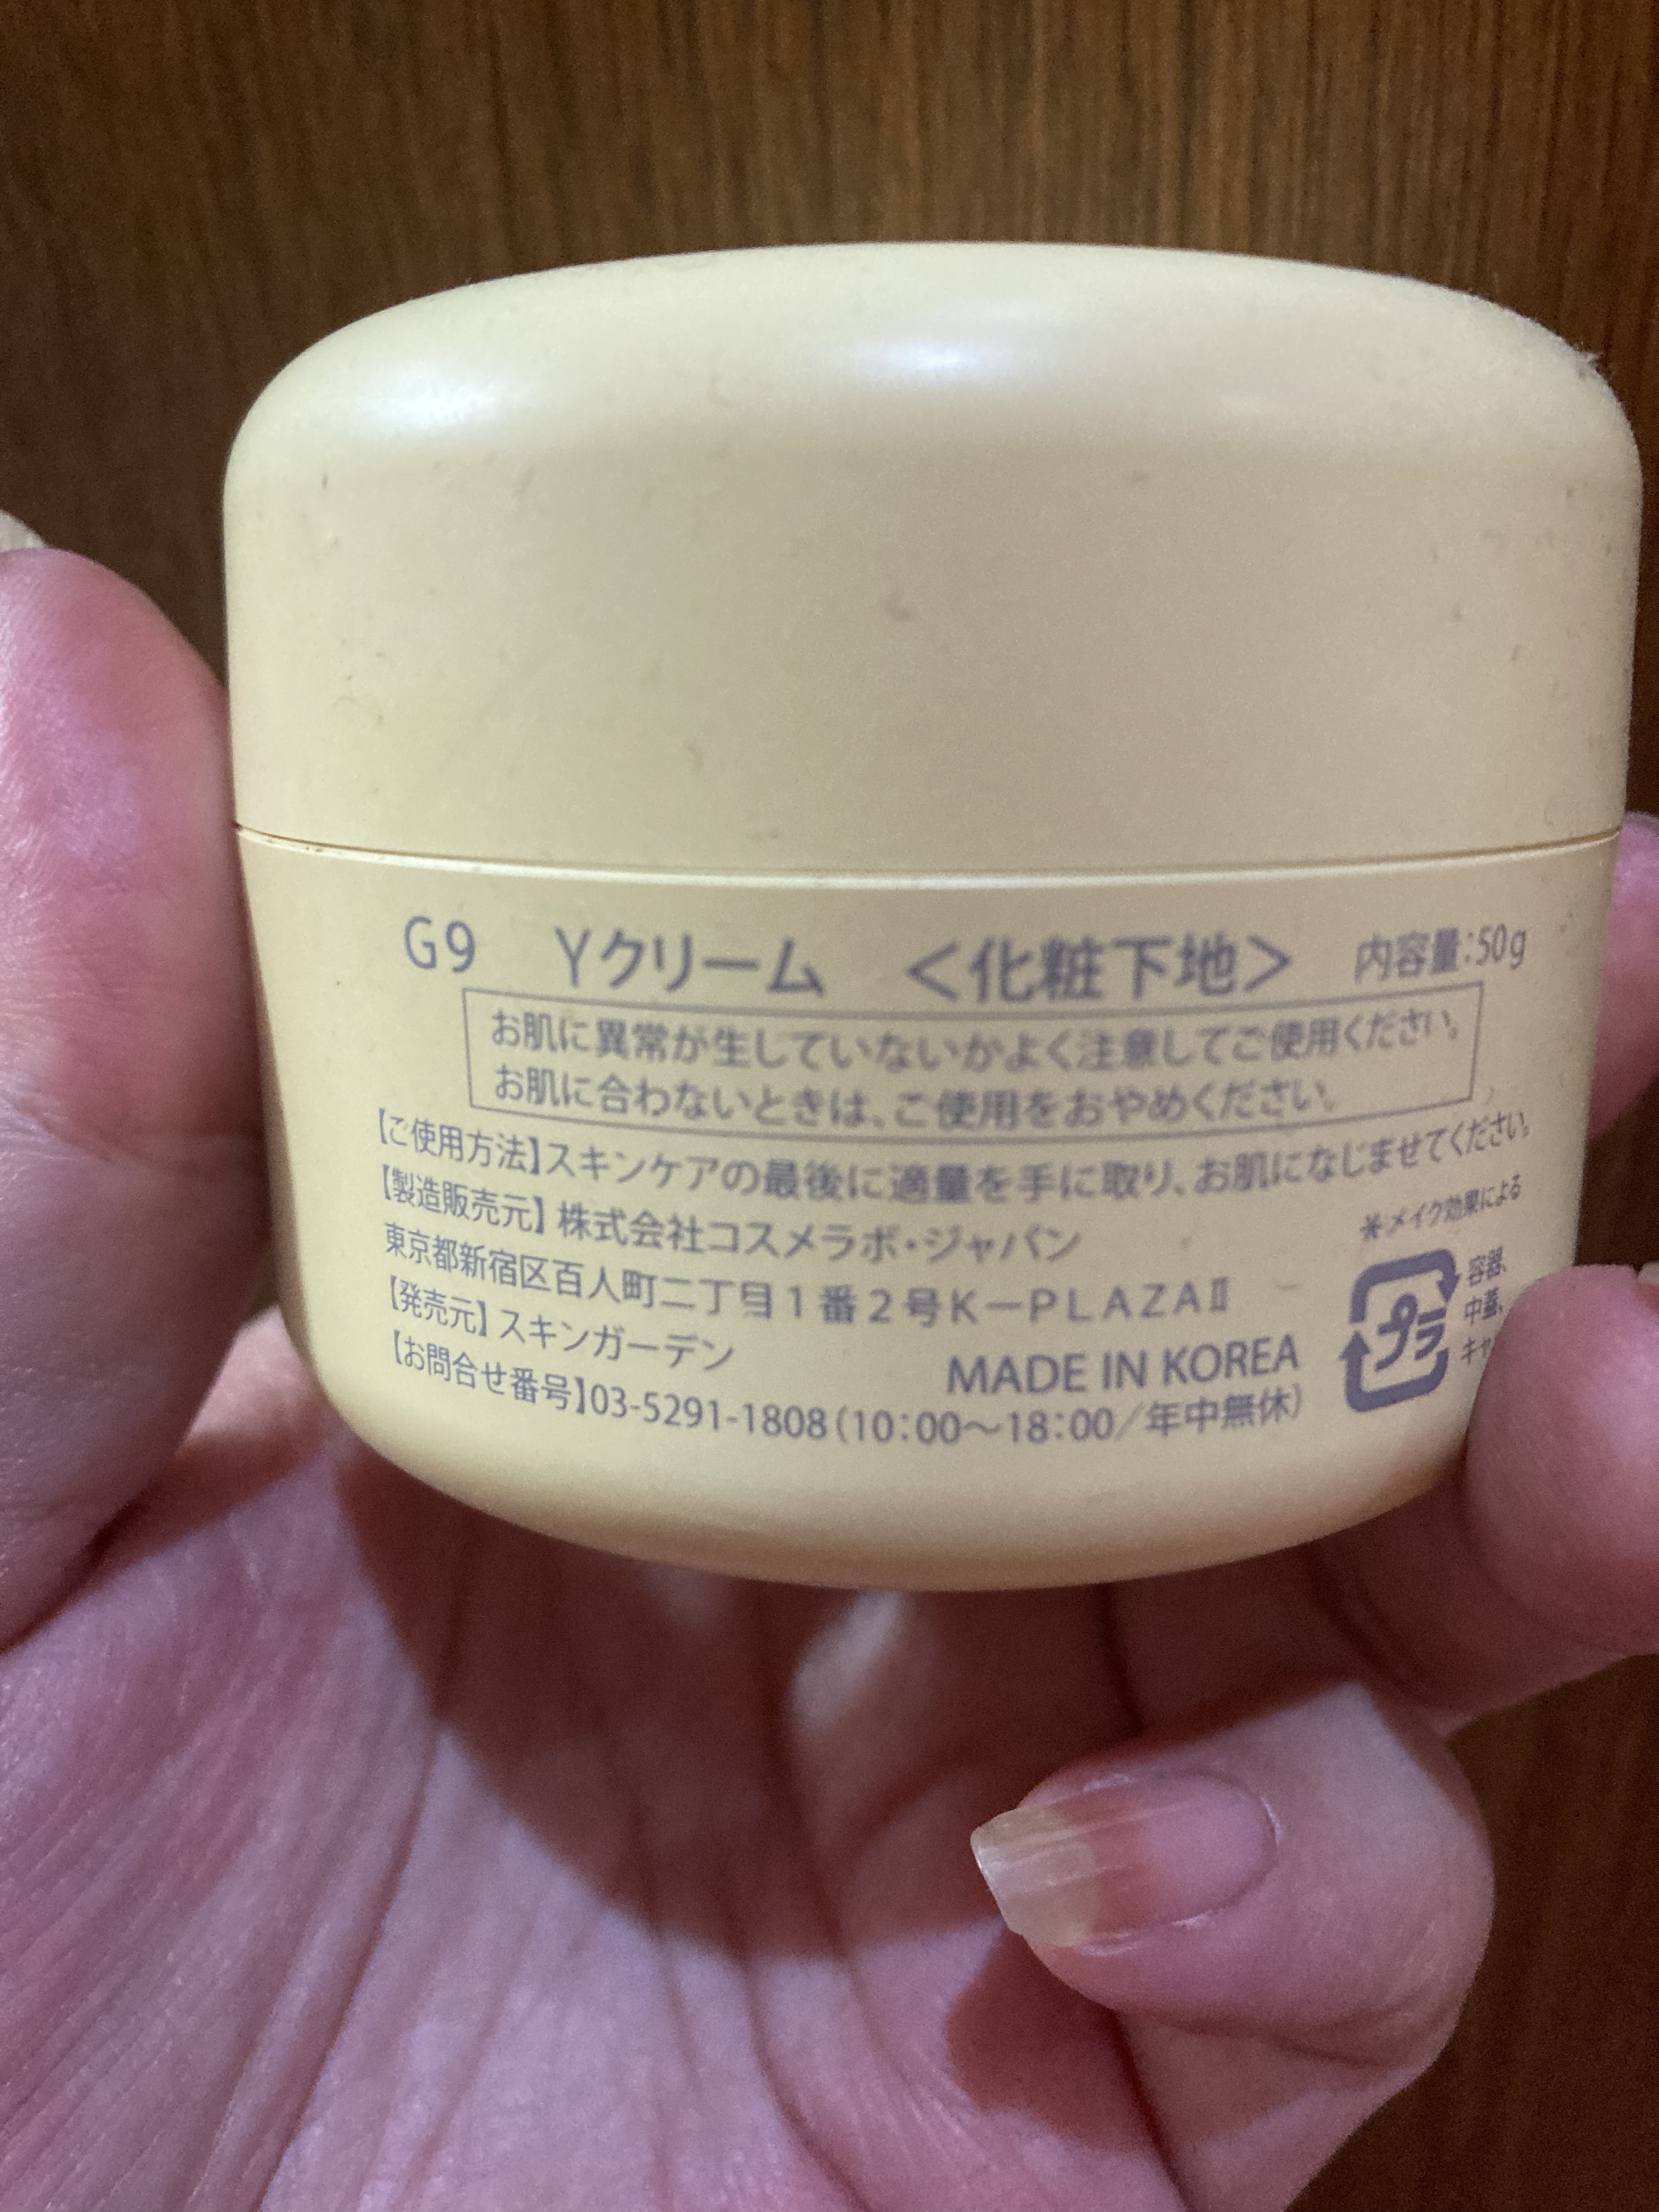 G9 Yクリーム <化粧下地> 内容量:50g
お肌に異常が生していないかよく注意してご使用ください。
お肌に合わないときは、ご使用をおやめください。
【ご使用方法】スキンケアの最後に適量を手に取り、お肌になじませてください。
【製造販売元】株式会社コスメラボ・ジャパン
※メイク効果による
東京都新宿区百人町二丁目1番2号K－PLAZAⅡ
【発売元】スキンガーデン
MADE IN KOREA
【お問合せ番号】03-5291-1808(10:00～18:00/年中無休)
プラ
容器、
中蓋、